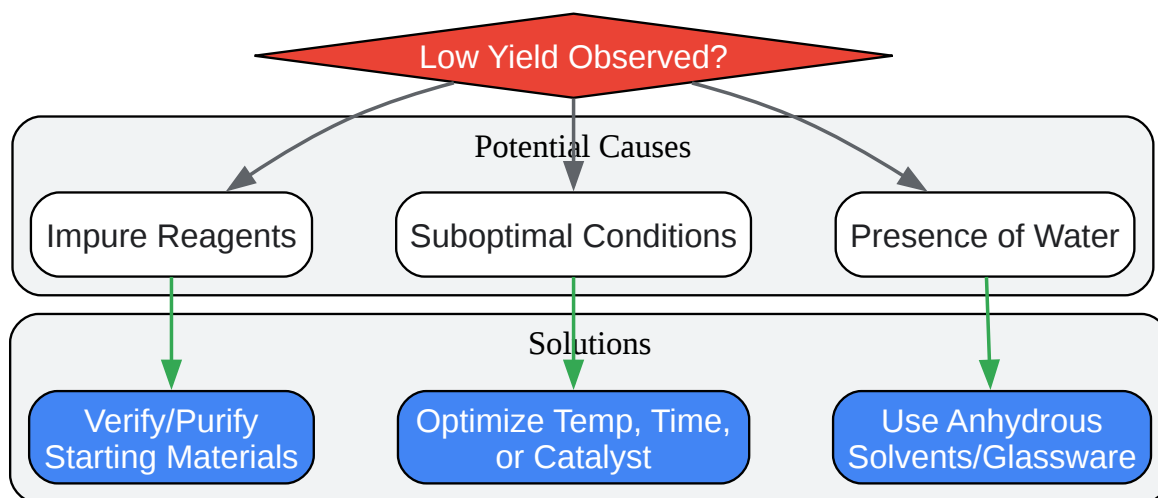 Low Yield Observed?
Potential Causes
Impure Reagents
Suboptimal Conditions
Presence of Water
Solutions
Verify/Purify
Starting Materials
Optimize Temp, Time,
or Catalyst
Use Anhydrous
Solvents/Glassware